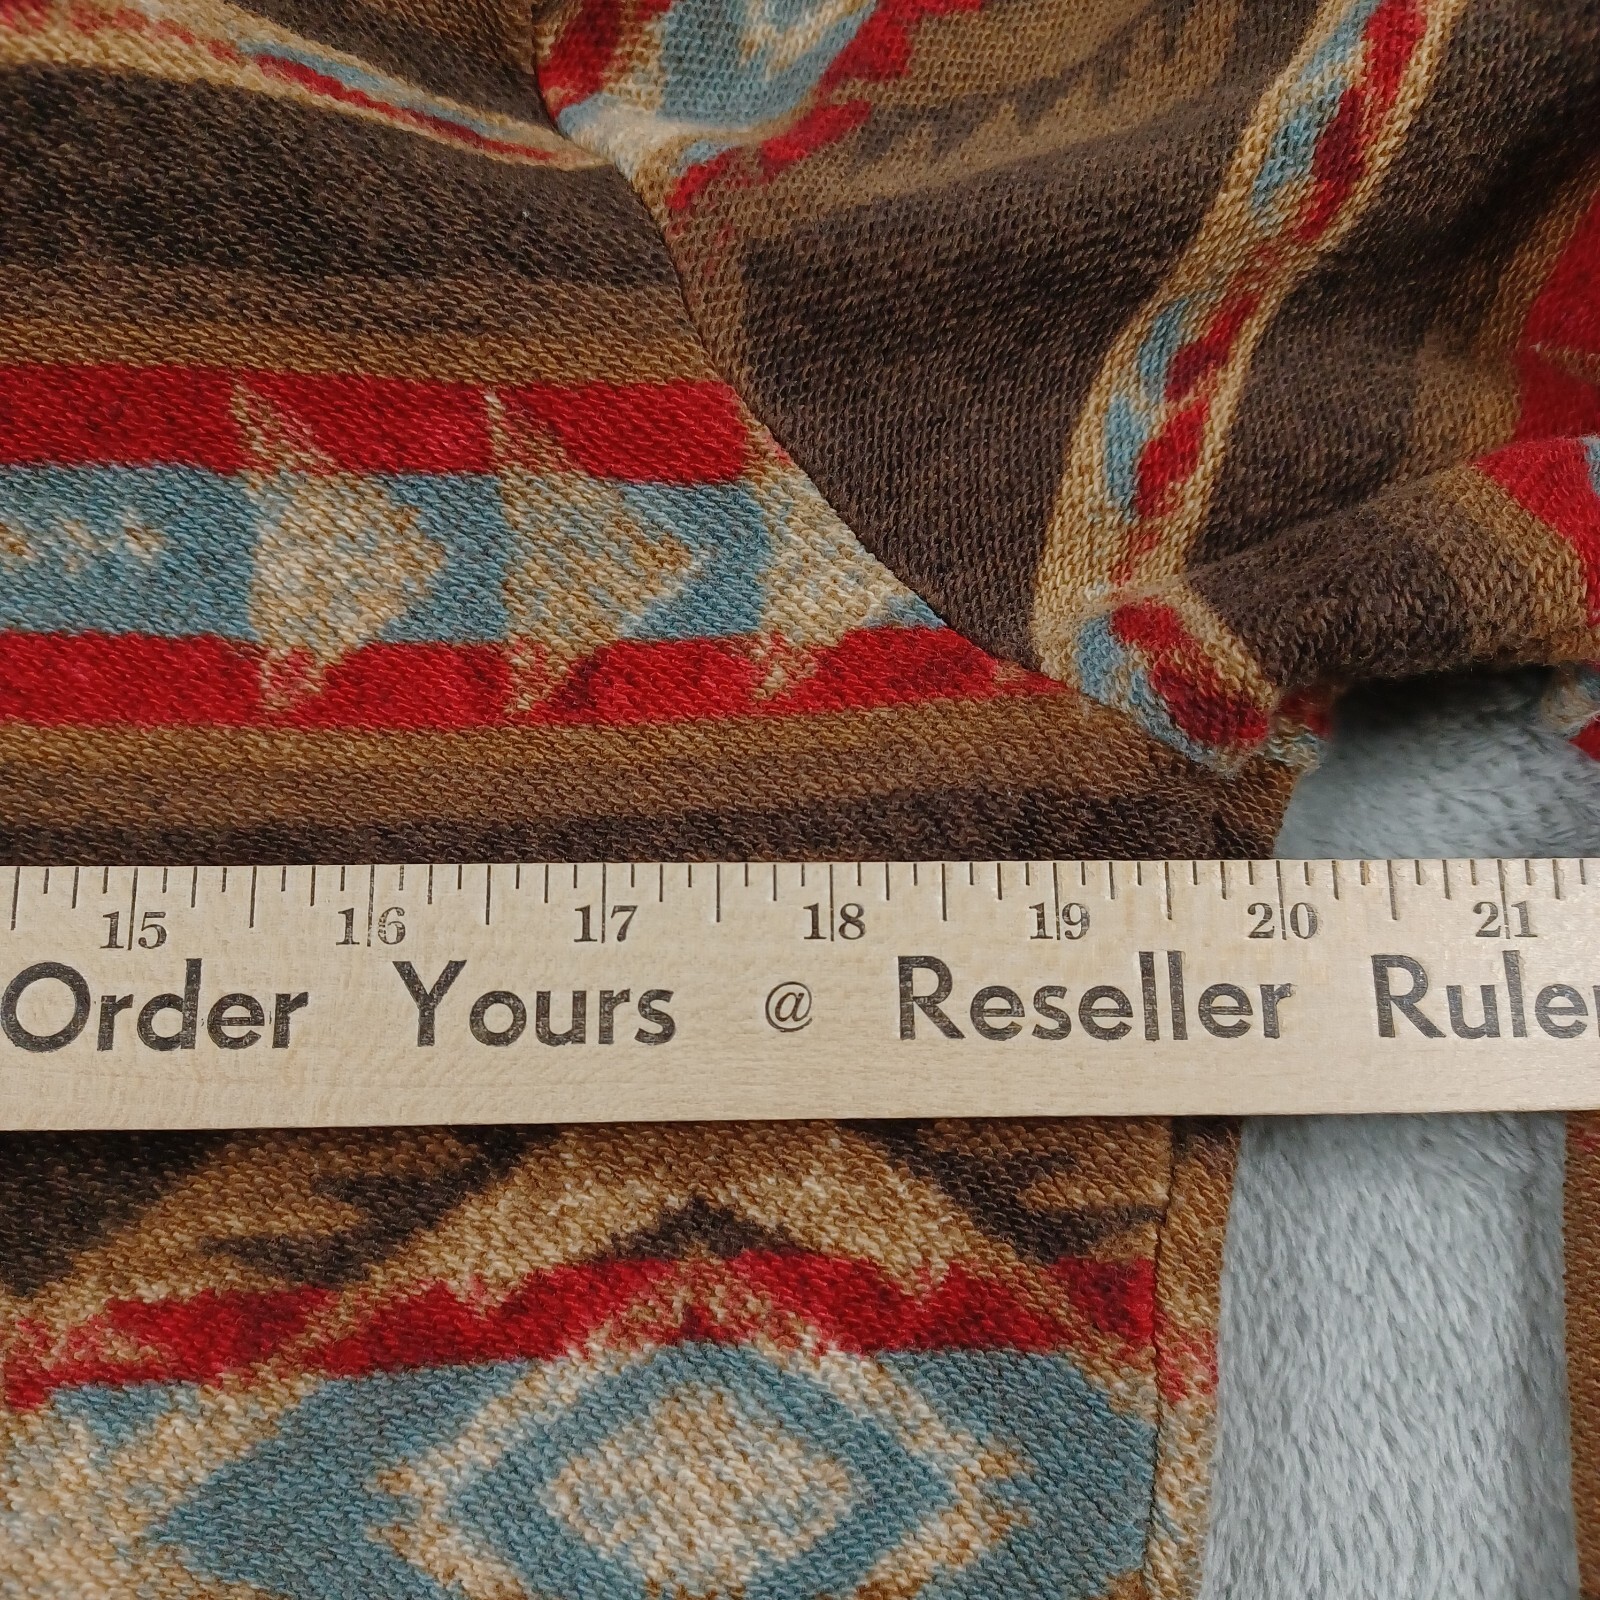 15 16 17 18 19 20 21
Order Yours @ Reseller Ruler